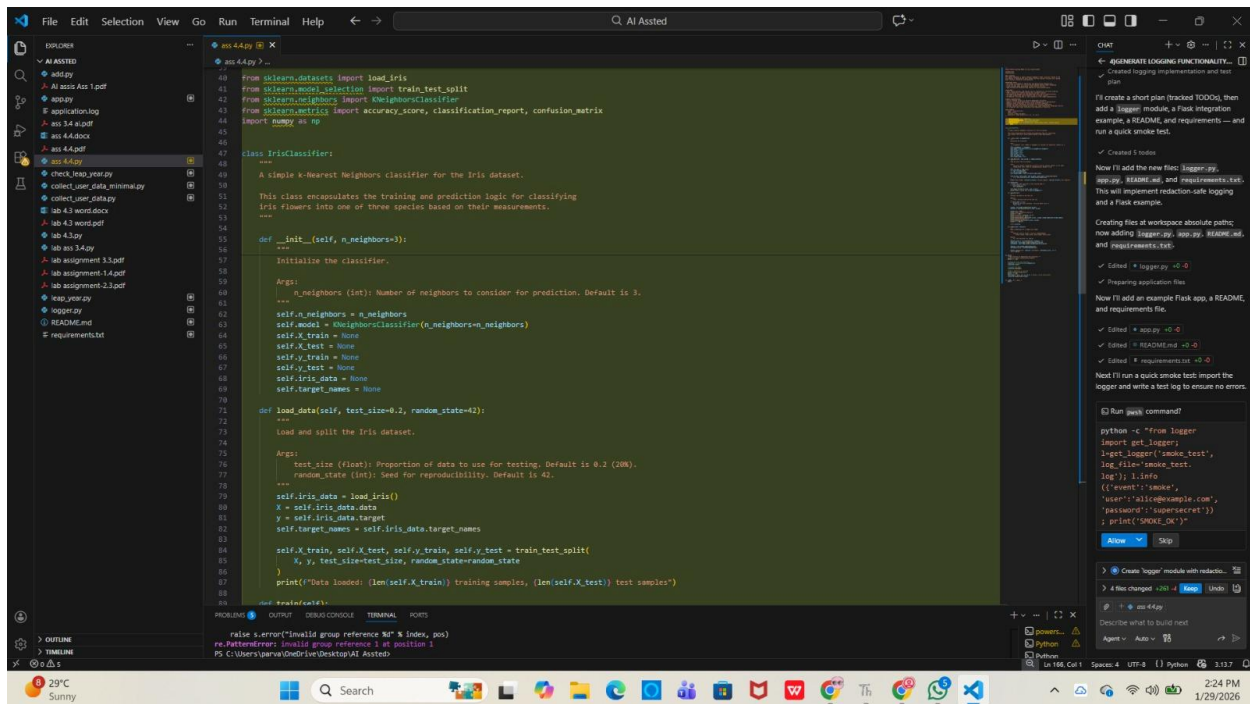 File Edit Selection View Go Run Terminal Help
AI Assted
EXPLORER
AI ASSTED
add.py
AI assis Ass 1.pdf
app.py
application.log
ass 3.4 ai.pdf
ass 4.4.docx
ass 4.4.pdf
ass 4.4.py
check_leap_year.py
collect_user_data_minimal.py
collect_user_data.py
lab 4.3 word.docx
lab 4.3 word.pdf
lab 4.3.py
lab ass 3.4.py
lab assignment 3.3.pdf
lab assignment-1.4.pdf
lab assignment-2.3.pdf
leap_year.py
logger.py
README.md
requirements.txt
OUTLINE
TIMELINE
ass 4.4.py
ass 4.4.py > ...
40 from sklearn.datasets import load_iris
41 from sklearn.model_selection import train_test_split
42 from sklearn.neighbors import KNeighborsClassifier
43 from sklearn.metrics import accuracy_score, classification_report, confusion_matrix
44 import numpy as np
45
46
47 class IrisClassifier:
48 """
49 A simple k-Nearest Neighbors classifier for the Iris dataset.
50
51 This class encapsulates the training and prediction logic for classifying
52 iris flowers into one of three species based on their measurements.
53 """
54
55 def __init__(self, n_neighbors=3):
56 """
57 Initialize the classifier.
58
59 Args:
60 n_neighbors (int): Number of neighbors to consider for prediction. Default is 3.
61 """
62 self.n_neighbors = n_neighbors
63 self.model = KNeighborsClassifier(n_neighbors=n_neighbors)
64 self.X_train = None
65 self.X_test = None
66 self.y_train = None
67 self.y_test = None
68 self.iris_data = None
69 self.target_names = None
70
71 def load_data(self, test_size=0.2, random_state=42):
72 """
73 Load and split the Iris dataset.
74
75 Args:
76 test_size (float): Proportion of data to use for testing. Default is 0.2 (20%).
77 random_state (int): Seed for reproducibility. Default is 42.
78 """
79 self.iris_data = load_iris()
80 X = self.iris_data.data
81 y = self.iris_data.target
82 self.target_names = self.iris_data.target_names
83
84 self.X_train, self.X_test, self.y_train, self.y_test = train_test_split(
85 X, y, test_size=test_size, random_state=random_state
86 )
87 print(f"Data loaded: {len(self.X_train)} training samples, {len(self.X_test)} test samples")
88
89 def train(self):
PROBLEMS 5 OUTPUT DEBUG CONSOLE TERMINAL PORTS
raise s.error("invalid group reference %d" % index, pos)
re.PatternError: invalid group reference 1 at position 1
PS C:\Users\parva\OneDrive\Desktop\AI Assted>
powers...
Python
Python
CHAT
4)GENERATE LOGGING FUNCTIONALITY...
Created logging implementation and test
plan
I'll create a short plan (tracked TODOs), then
add a logger module, a Flask integration
example, a README, and requirements — and
run a quick smoke test.
Created 5 todos
Now I'll add the new files: logger.py,
app.py, README.md, and requirements.txt.
This will implement redaction-safe logging
and a Flask example.
Creating files at workspace absolute paths;
now adding logger.py, app.py, README.md,
and requirements.txt.
Edited logger.py +0 -0
Preparing application files
Now I'll add an example Flask app, a README,
and requirements file.
Edited app.py +0 -0
Edited README.md +0 -0
Edited requirements.txt +0 -0
Next I'll run a quick smoke test: import the
logger and write a test log to ensure no errors.
Run pwsh command?
python -c "from logger
import get_logger;
l=get_logger('smoke_test',
log_file='smoke_test.
log'); l.info
({'event':'smoke',
'user':'alice@example.com',
'password':'supersecret'})
; print('SMOKE_OK')"
Allow Skip
Create 'logger' module with redactio...
4 files changed +261 -4 Keep Undo
ass 4.4.py
Describe what to build next
Agent Auto
0 5
Ln 166, Col 1 Spaces: 4 UTF-8 {} Python 3.13.7
8
29°C
Sunny
Search
2:24 PM
1/29/2026